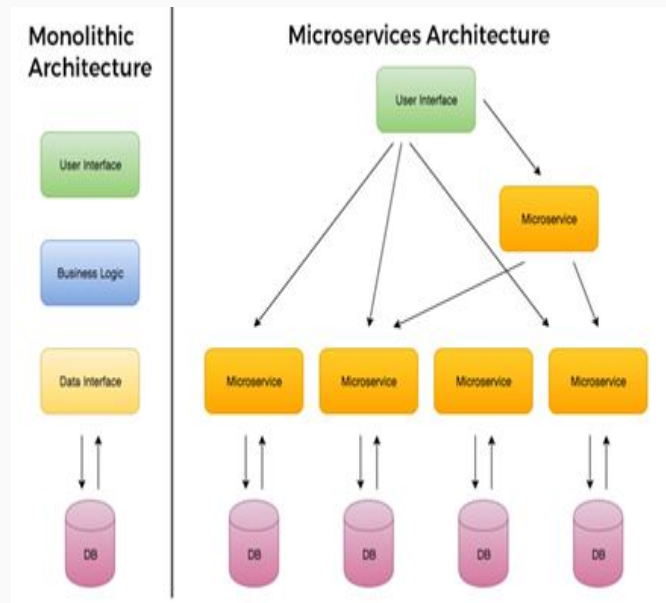 Monolithic
Architecture
User Interface
Business Logic
Data Interface
DB
Microservices Architecture
User Interface
Microservice
Microservice
Microservice
Microservice
Microservice
DB
DB
DB
DB